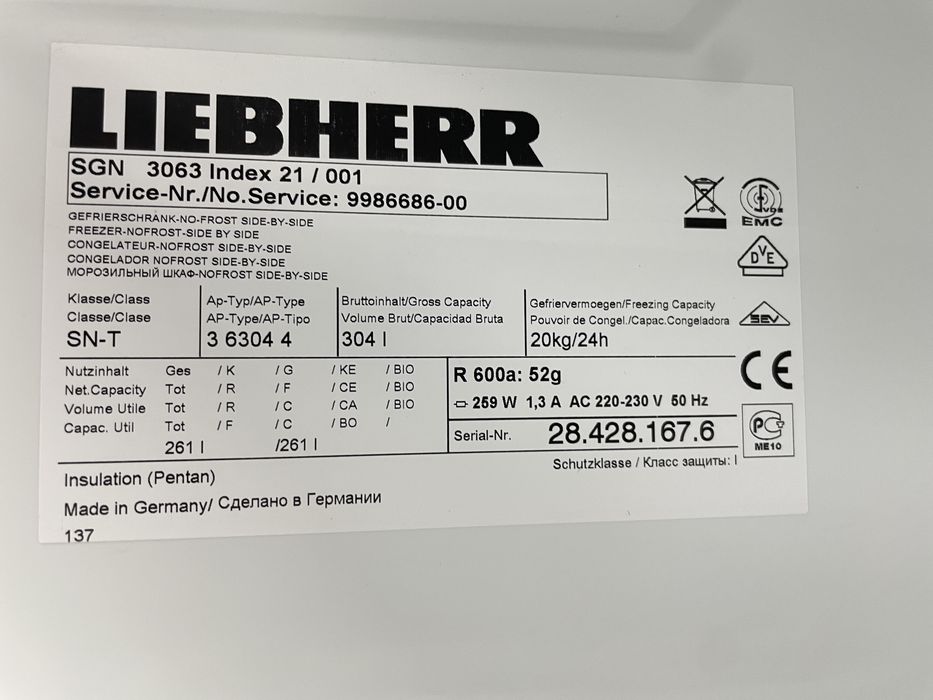 LIEBHERR
SGN 3063 Index 21 / 001
Service-Nr./No.Service: 9986686-00
GEFRIERSCHRANK-NO-FROST SIDE-BY-SIDE
FREEZER-NOFROST-SIDE BY SIDE
CONGELATEUR-NOFROST SIDE-BY-SIDE
CONGELADOR NOFROST SIDE-BY-SIDE
МОРОЗИЛЬНЫЙ ШКАФ-NOFROST SIDE-BY-SIDE
EMC
DVE
SEV
CE
PC
ME10
Klasse/Class
Classe/Clase
SN-T
Ap-Typ/AP-Type
AP-Type/AP-Tipo
3 6304 4
Bruttoinhalt/Gross Capacity
Volume Brut/Capacidad Bruta
304 l
Gefriervermoegen/Freezing Capacity
Pouvoir de Congel./Capac.Congeladora
20kg/24h
Nutzinhalt Ges / K / G / KE / BIO
Net.Capacity Tot / R / F / CE / BIO
Volume Utile Tot / R / C / CA / BIO
Capac. Util Tot / F / C / BO /
261 l /261 l
R 600a: 52g
259 W 1,3 A AC 220-230 V 50 Hz
Serial-Nr. 28.428.167.6
Schutzklasse / Класс защиты: I
Insulation (Pentan)
Made in Germany/ Сделано в Германии
137